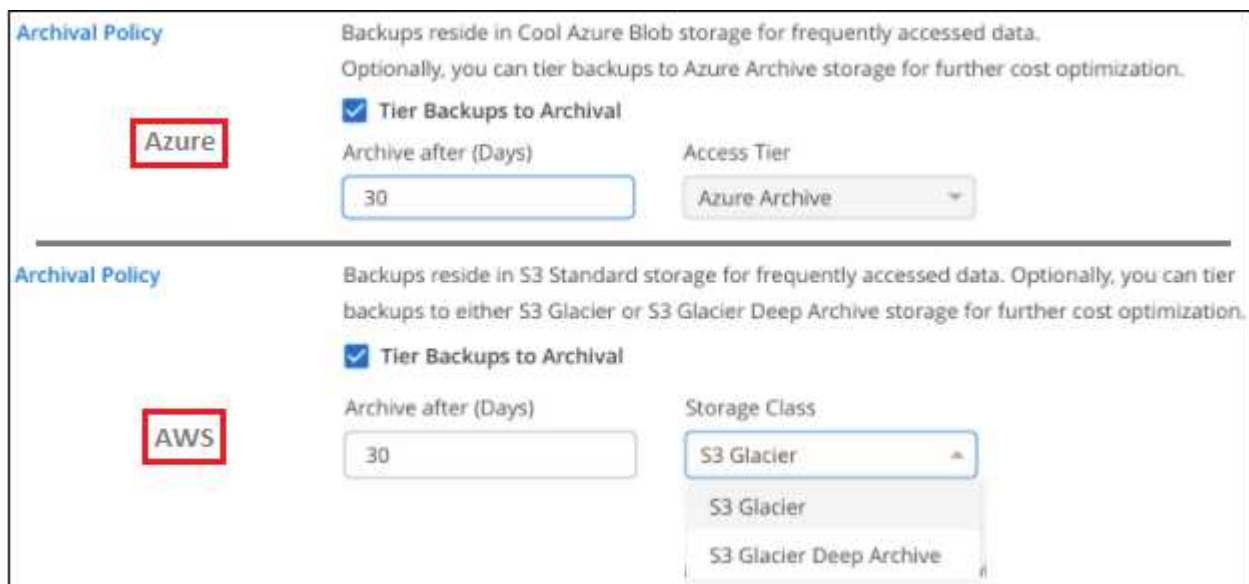 Archival Policy
Backups reside in Cool Azure Blob storage for frequently accessed data.
Optionally, you can tier backups to Azure Archive storage for further cost optimization.
Tier Backups to Archival
Azure
Archive after (Days)
Access Tier
30
Azure Archive
Archival Policy
Backups reside in S3 Standard storage for frequently accessed data. Optionally, you can tier
backups to either S3 Glacier or S3 Glacier Deep Archive storage for further cost optimization.
Tier Backups to Archival
AWS
Archive after (Days)
Storage Class
30
S3 Glacier
S3 Glacier
S3 Glacier Deep Archive